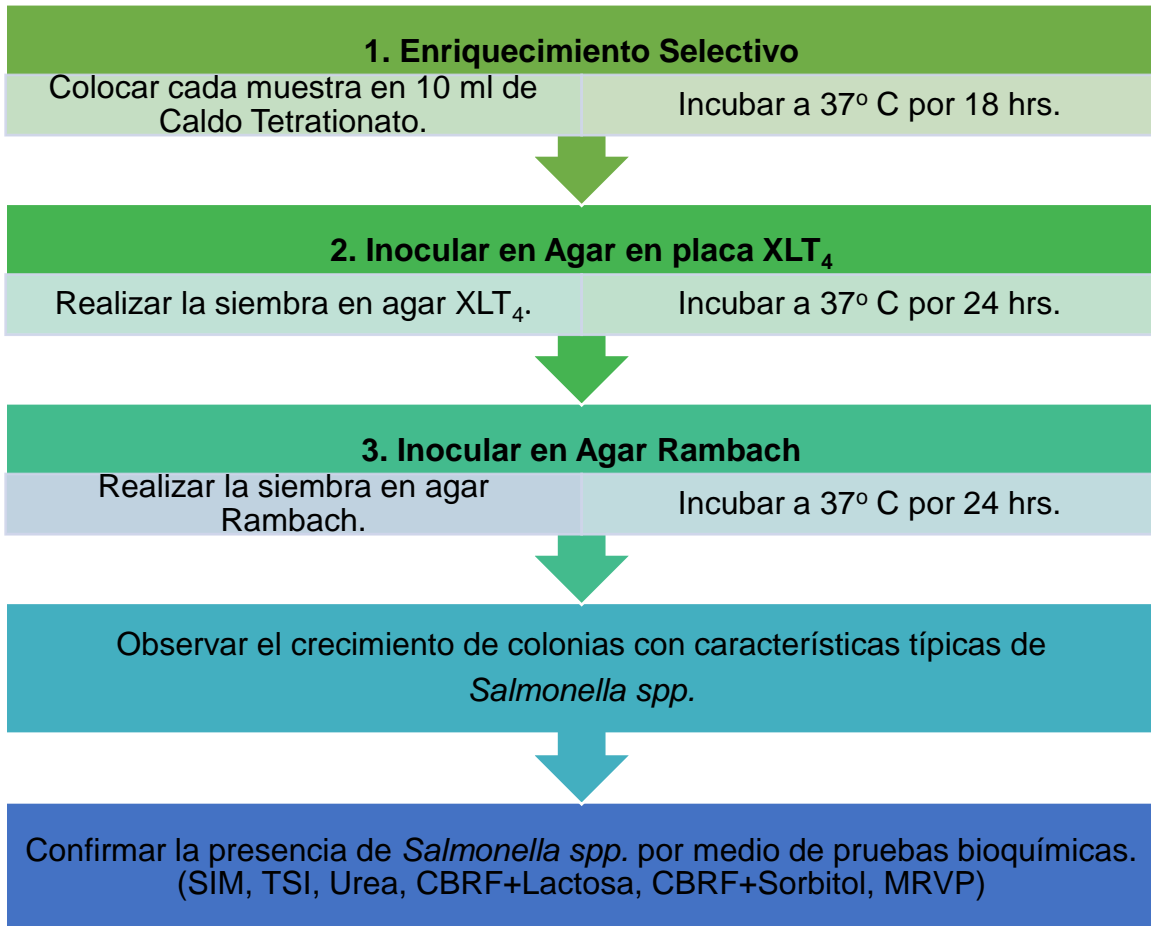 1. Enriquecimiento Selectivo
Colocar cada muestra en 10 ml de
Caldo Tetrationato.
Incubar a 37º C por 18 hrs.
2. Inocular en Agar en placa XLT₄
Realizar la siembra en agar XLT₄.
Incubar a 37º C por 24 hrs.
3. Inocular en Agar Rambach
Realizar la siembra en agar
Rambach.
Incubar a 37º C por 24 hrs.
Observar el crecimiento de colonias con características típicas de
Salmonella spp.
Confirmar la presencia de Salmonella spp. por medio de pruebas bioquímicas.
(SIM, TSI, Urea, CBRF+Lactosa, CBRF+Sorbitol, MRVP)